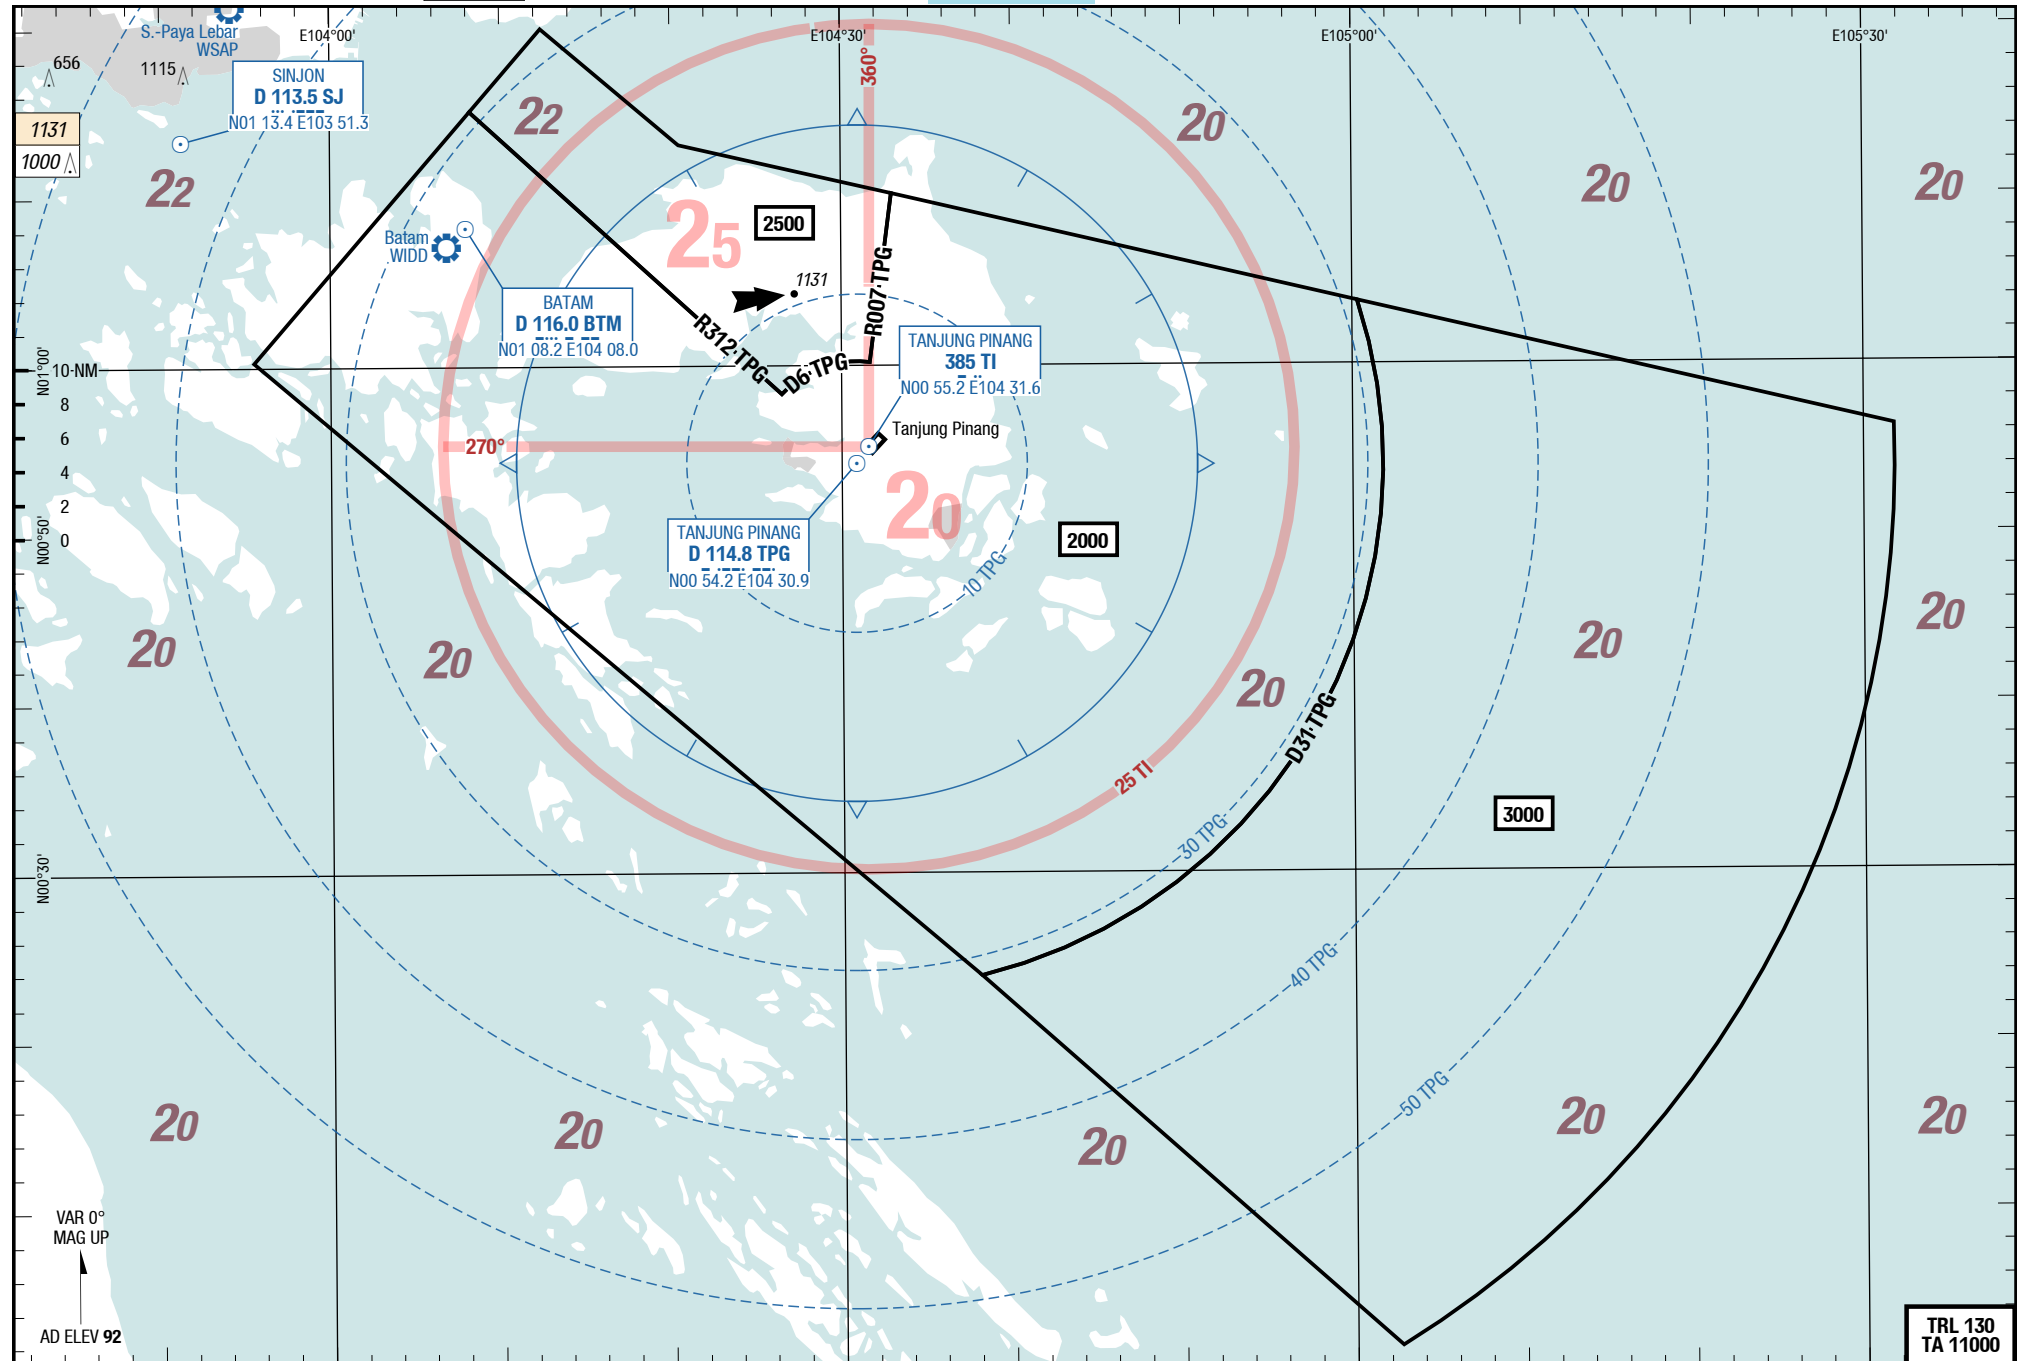 S.-Paya Lebar
WSAP
E104°00'
E104°30'
E105°00'
E105°30'
656
1115
SINJON
D 113.5 SJ
N01 13.4 E103 51.3
1131
1000
22
22
20
20
20
360°
25
2500
1131
Batam
WIDD
BATAM
D 116.0 BTM
N01 08.2 E104 08.0
R007·TPG
R312·TPG
D6·TPG
TANJUNG PINANG
385 TI
N00 55.2 E104 31.6
N01°00'
10 NM
8
6
4
2
0
N00°50'
270°
Tanjung Pinang
20
TANJUNG PINANG
D 114.8 TPG
N00 54.2 E104 30.9
2000
10 TPG
20
20
20
20
20
D31·TPG
25 TI
30 TPG
3000
N00°30'
40 TPG
50 TPG
20
20
20
20
20
VAR 0°
MAG UP
AD ELEV 92
TRL 130
TA 11000